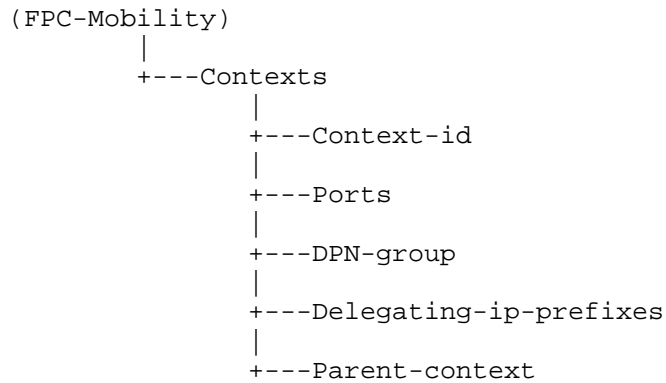 (FPC-Mobility)
|
+---Contexts
|
+---Context-id
|
+---Ports
|
+---DPN-group
|
+---Delegating-ip-prefixes
|
+---Parent-context